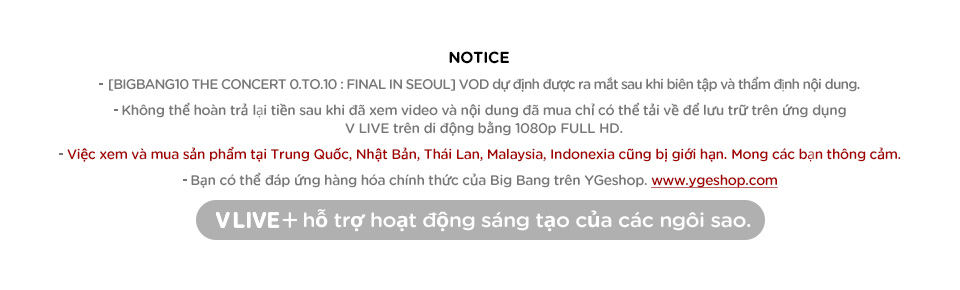 NOTICE
- [BIGBANG10 THE CONCERT 0.TO.10 : FINAL IN SEOUL] VOD dự định được ra mắt sau khi biên tập và thẩm định nội dung.
- Không thể hoàn trả lại tiền sau khi đã xem video và nội dung đã mua chỉ có thể tải về để lưu trữ trên ứng dụng
V LIVE trên di động bằng 1080p FULL HD.
- Việc xem và mua sản phẩm tại Trung Quốc, Nhật Bản, Thái Lan, Malaysia, Indonexia cũng bị giới hạn. Mong các bạn thông cảm.
- Bạn có thể đáp ứng hàng hóa chính thức của Big Bang trên YGeshop. www.ygeshop.com
V LIVE+ hỗ trợ hoạt động sáng tạo của các ngôi sao.